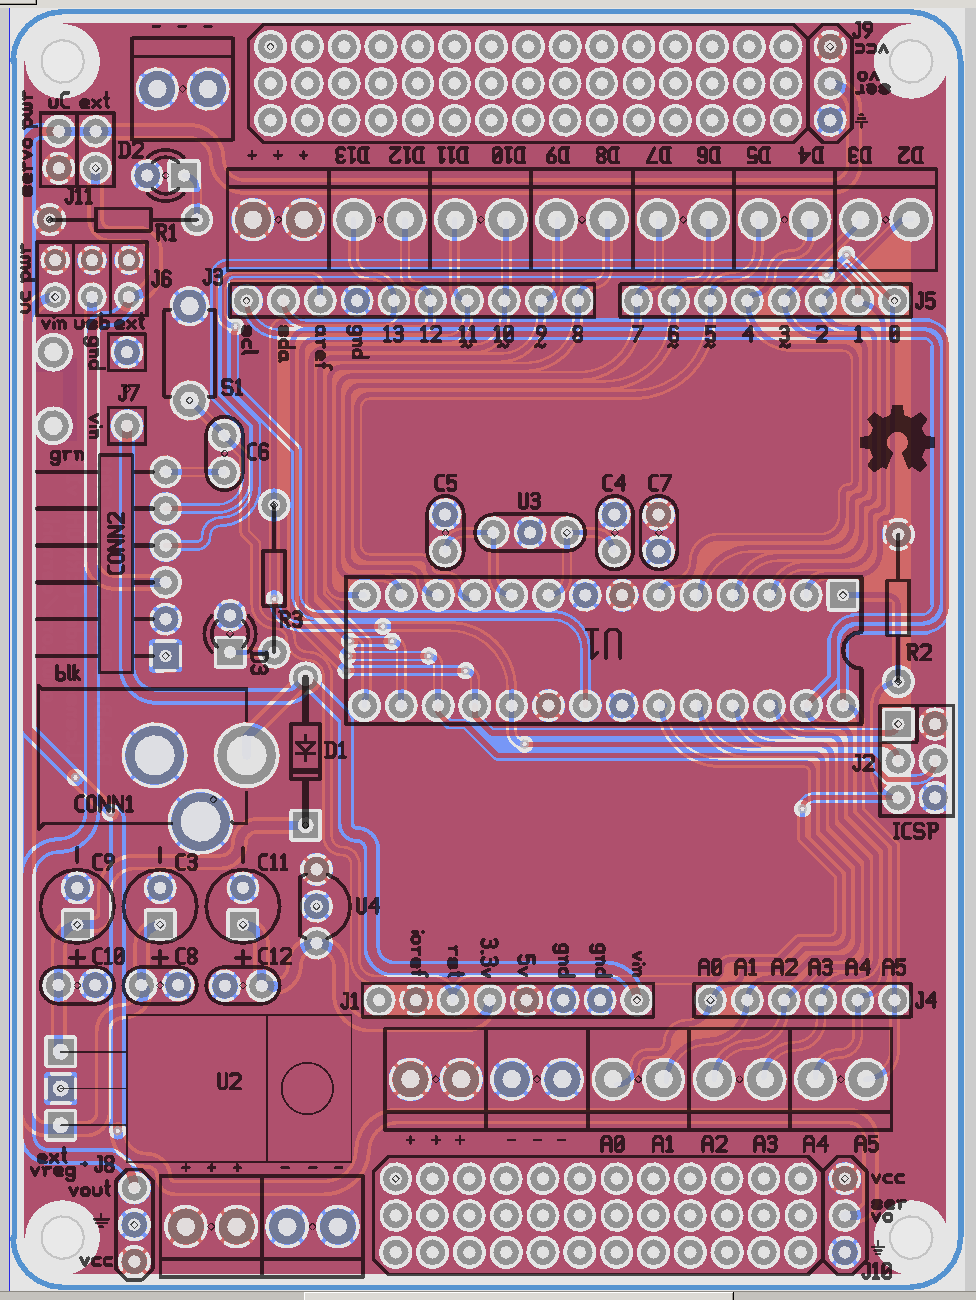 - - -
J9
vcc
vo
ser
uC ext
servo pwr
D2
J11
R1
+ + + D13 D12 D11 D10 D9 D8 D7 D6 D5 D4 D3 D2
uc pwr
J6
J3
J5
vin usb ext
scl sda aref gnd 13 12 11 10 9 8 7 6 5 4 3 2 1 0
~ ~ ~ ~ ~ ~
gnd
J7
S1
vin
grn
C6
C5
U3
C4 C7
CONN2
R3
U1
R2
D3
blk
D1
J2
CONN1
ICSP
C9 C3 C11
U4
+ C10 + C8 + C12
ioref rst 3.3v 5v gnd gnd vin A0 A1 A2 A3 A4 A5
J1
J4
U2
+ + + - - - A0 A1 A2 A3 A4 A5
ext
vreg
J8
+ + + - - -
vout
vcc
vcc
ser
vo
J10